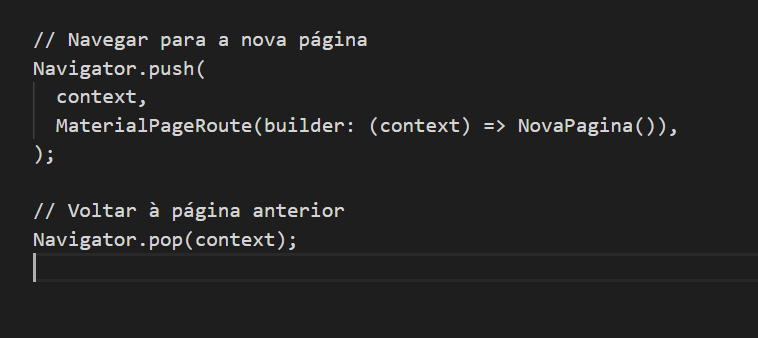 // Navegar para a nova página
Navigator.push(
  context,
  MaterialPageRoute(builder: (context) => NovaPagina()),
);

// Voltar à página anterior
Navigator.pop(context);